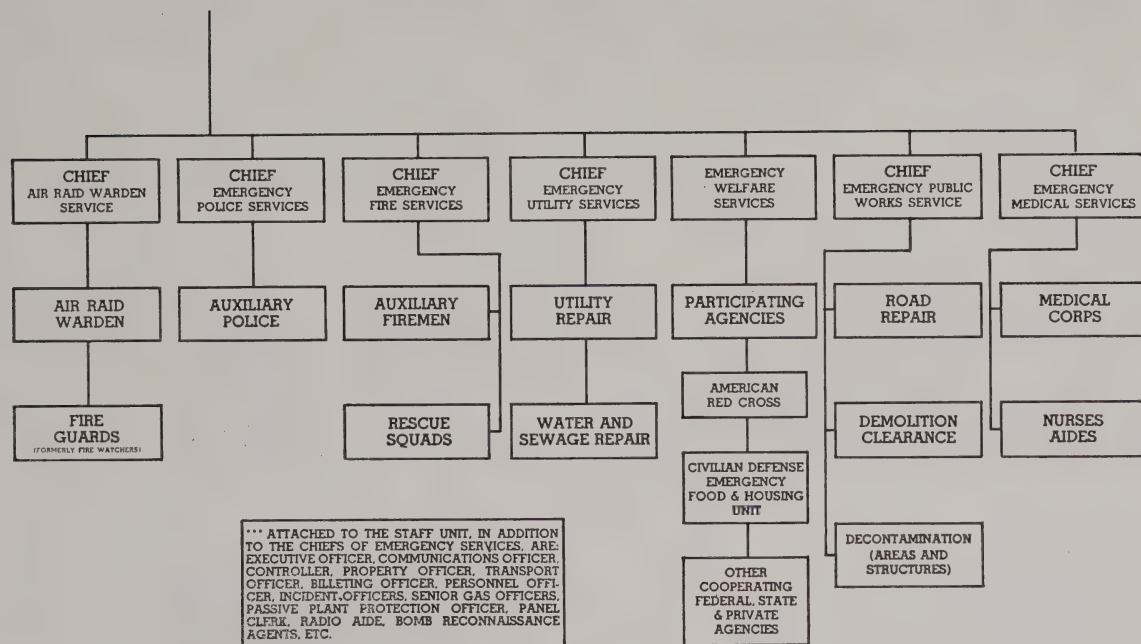 CHIEF
AIR RAID WARDEN
SERVICE
CHIEF
EMERGENCY
POLICE SERVICES
CHIEF
EMERGENCY
FIRE SERVICES
CHIEF
EMERGENCY
UTILITY SERVICES
EMERGENCY
WELFARE
SERVICES
CHIEF
EMERGENCY PUBLIC
WORKS SERVICE
CHIEF
EMERGENCY
MEDICAL SERVICES
AIR RAID
WARDEN
AUXILIARY
POLICE
AUXILIARY
FIREMEN
UTILITY
REPAIR
PARTICIPATING
AGENCIES
ROAD
REPAIR
MEDICAL
CORPS
AMERICAN
RED CROSS
FIRE
GUARDS
(FORMERLY FIRE WATCHERS)
RESCUE
SQUADS
WATER AND
SEWAGE REPAIR
DEMOLITION
CLEARANCE
NURSES
AIDES
CIVILIAN DEFENSE
EMERGENCY
FOOD & HOUSING
UNIT
DECONTAMINATION
(AREAS AND
STRUCTURES)
OTHER
COOPERATING
FEDERAL, STATE
& PRIVATE
AGENCIES
*** ATTACHED TO THE STAFF UNIT, IN ADDITION
TO THE CHIEFS OF EMERGENCY SERVICES, ARE:
EXECUTIVE OFFICER, COMMUNICATIONS OFFICER,
CONTROLLER, PROPERTY OFFICER, TRANSPORT
OFFICER, BILLETING OFFICER, PERSONNEL OFFI-
CER, INCIDENT OFFICERS, SENIOR GAS OFFICERS,
PASSIVE PLANT PROTECTION OFFICER, PANEL
CLERK, RADIO AIDE, BOMB RECONNAISSANCE
AGENTS, ETC.